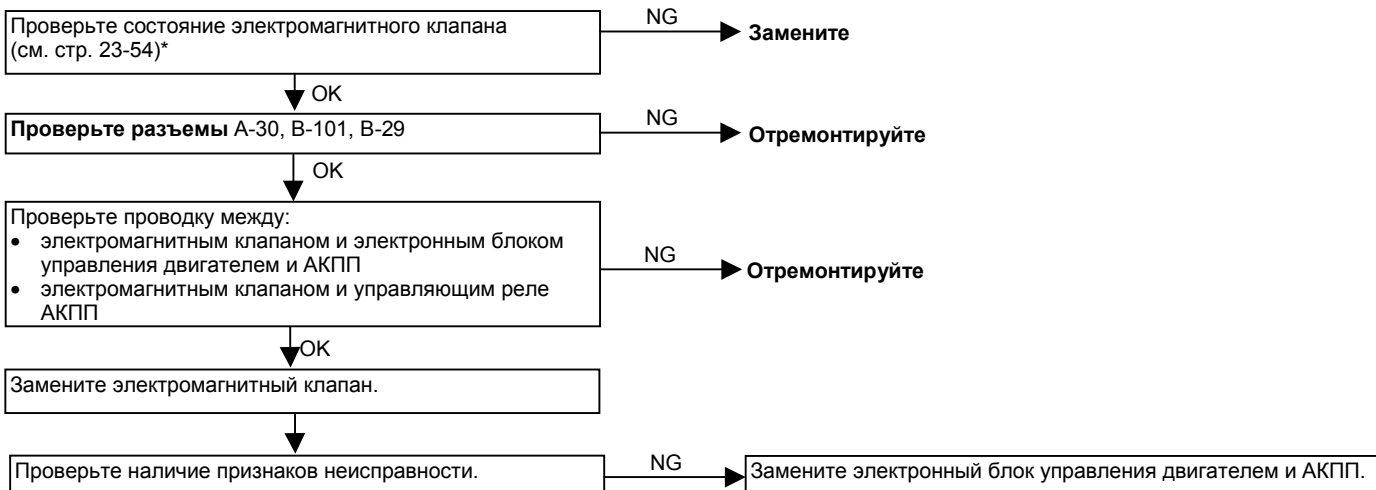 Проверьте состояние электромагнитного клапана
(см. стр. 23-54)*
NG
Замените
OK
Проверьте разъемы А-30, В-101, В-29
NG
Отремонтируйте
OK
Проверьте проводку между:
• электромагнитным клапаном и электронным блоком
управления двигателем и АКПП
• электромагнитным клапаном и управляющим реле
АКПП
NG
Отремонтируйте
OK
Замените электромагнитный клапан.
Проверьте наличие признаков неисправности.
NG
Замените электронный блок управления двигателем и АКПП.